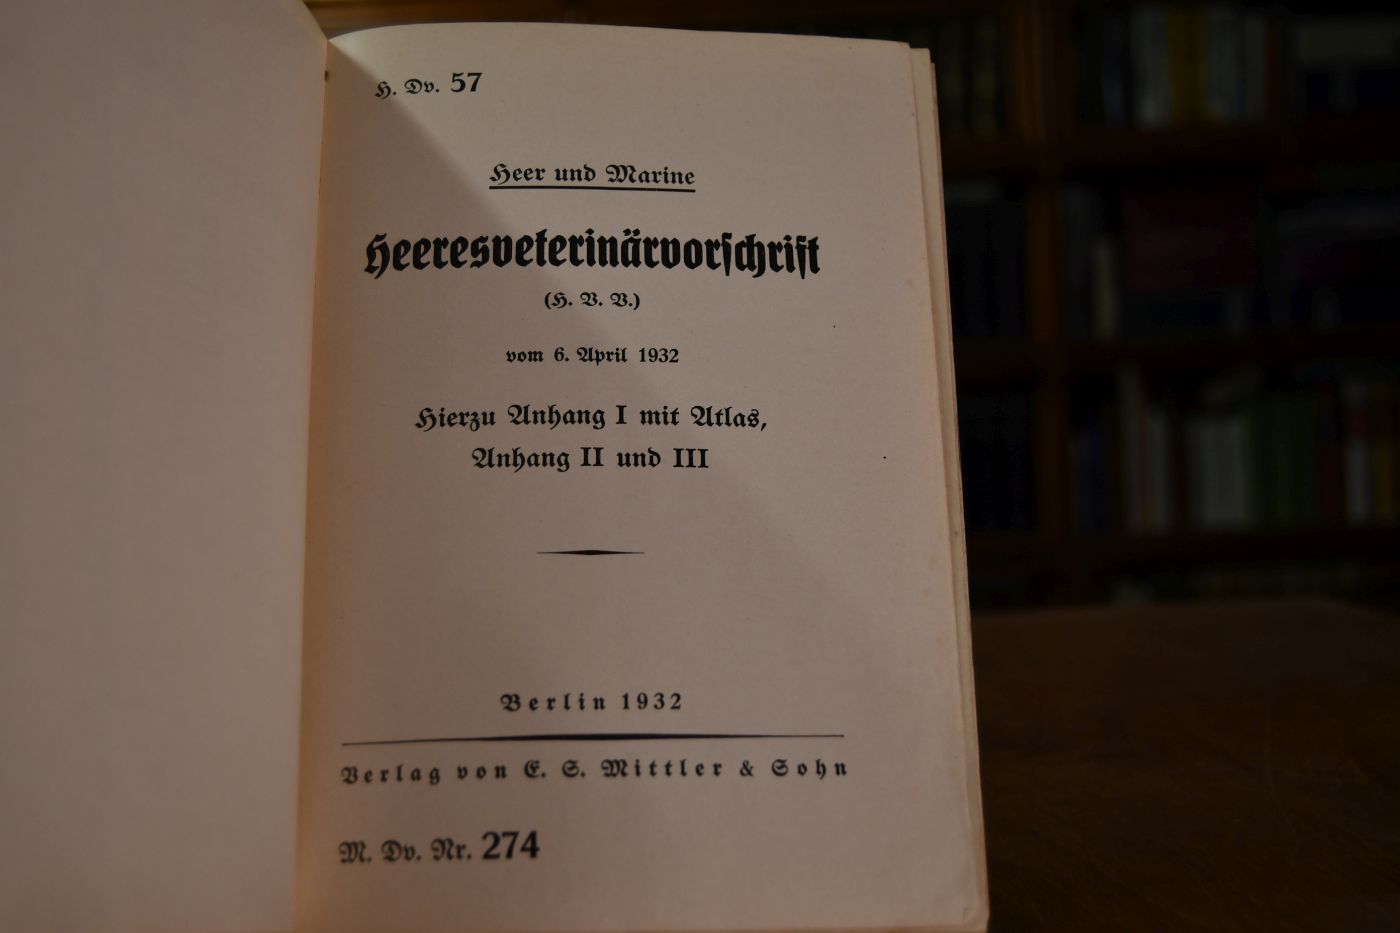 H. Dv. 57
Heer und Marine
Heeresveterinärvorschrift
(H. V. V.)
vom 6. April 1932
Hierzu Anhang I mit Atlas,
Anhang II und III
Berlin 1932
Verlag von E. S. Mittler & Sohn
M. Dv. Nr. 274